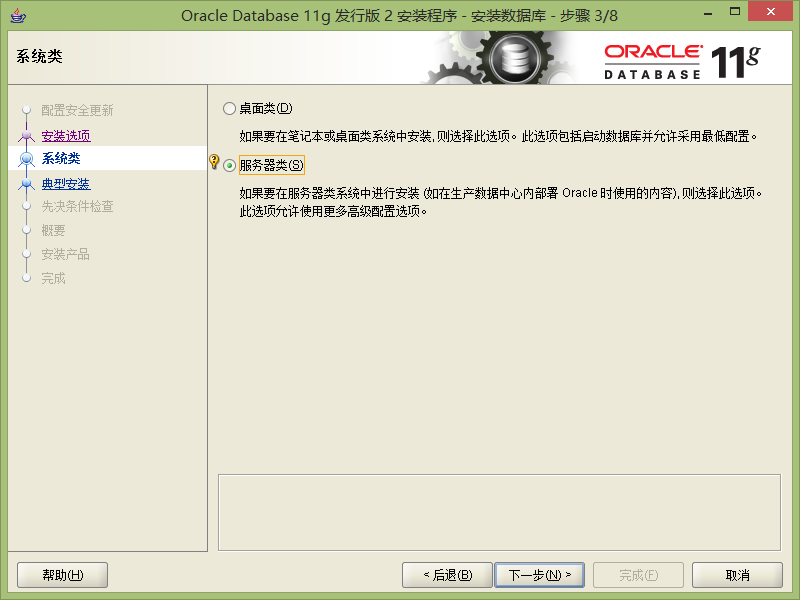 Oracle Database 11g 发行版 2 安装程序 - 安装数据库 - 步骤 3/8
系统类
ORACLE
DATABASE
11g
配置安全更新
安装选项
系统类
典型安装
先决条件检查
概要
安装产品
完成
桌面类(D)
如果要在笔记本或桌面类系统中安装,则选择此选项。此选项包括启动数据库并允许采用最低配置。
服务器类(S)
如果要在服务器类系统中进行安装 (如在生产数据中心内部署 Oracle 时使用的内容),则选择此选项。
此选项允许使用更多高级配置选项。
帮助(H)
< 后退(B)
下一步(N) >
完成(F)
取消